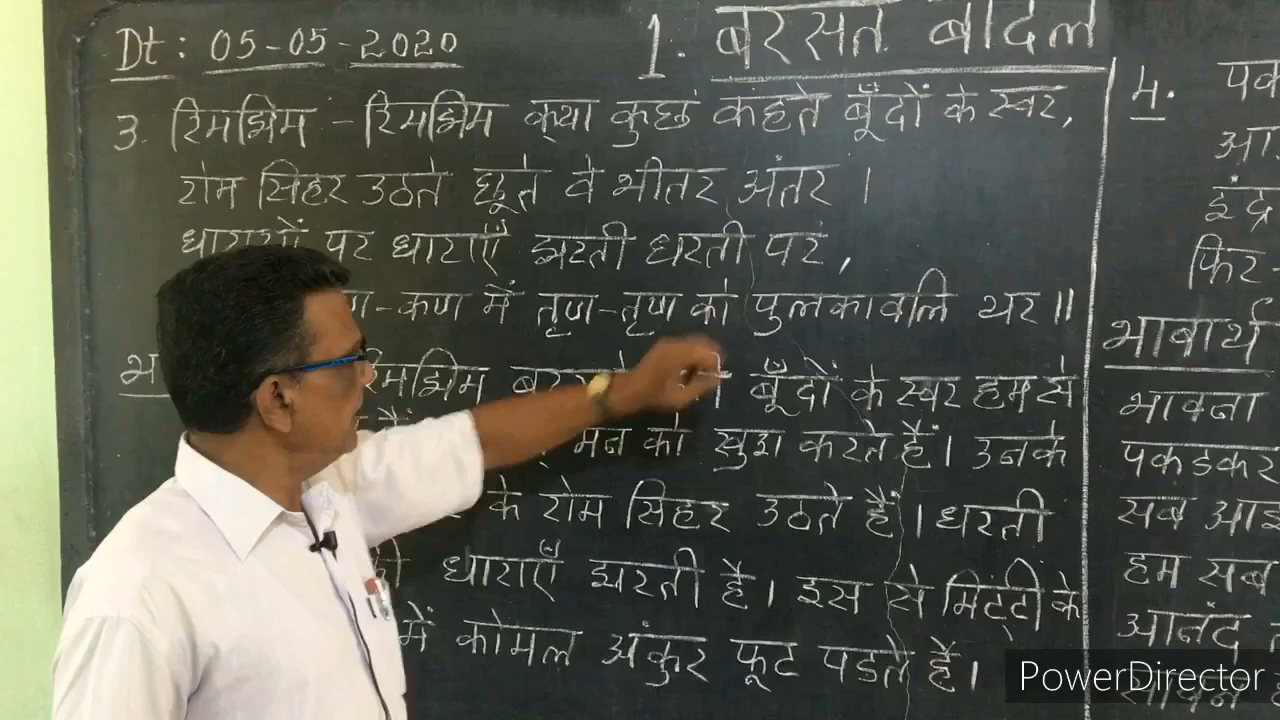 Dt: 05-05-2020
1. बरसते बादल
3. रिमझिम - रिमझिम क्या कुछ कहते बूँदों के स्वर,
रोम सिहर उठते छूते वे भीतर अंतर ।
धाराओं पर धाराएँ झरती धरती पर,
-कण में तृण-तृण को पुलकावलि थर ॥
रिमझिम बूँदों के स्वर हम से
मन को खुश करते हैं। उनके
के रोम सिहर उठते हैं। धरती
धाराएँ झरती है। इस से मिट्टी के
में कोमल अंकुर फूट पडते हैं।
4.
इंद्र
फिर-
भावार्थ
भावना
पकडकर
सब
हम सब
आनंद
PowerDirector